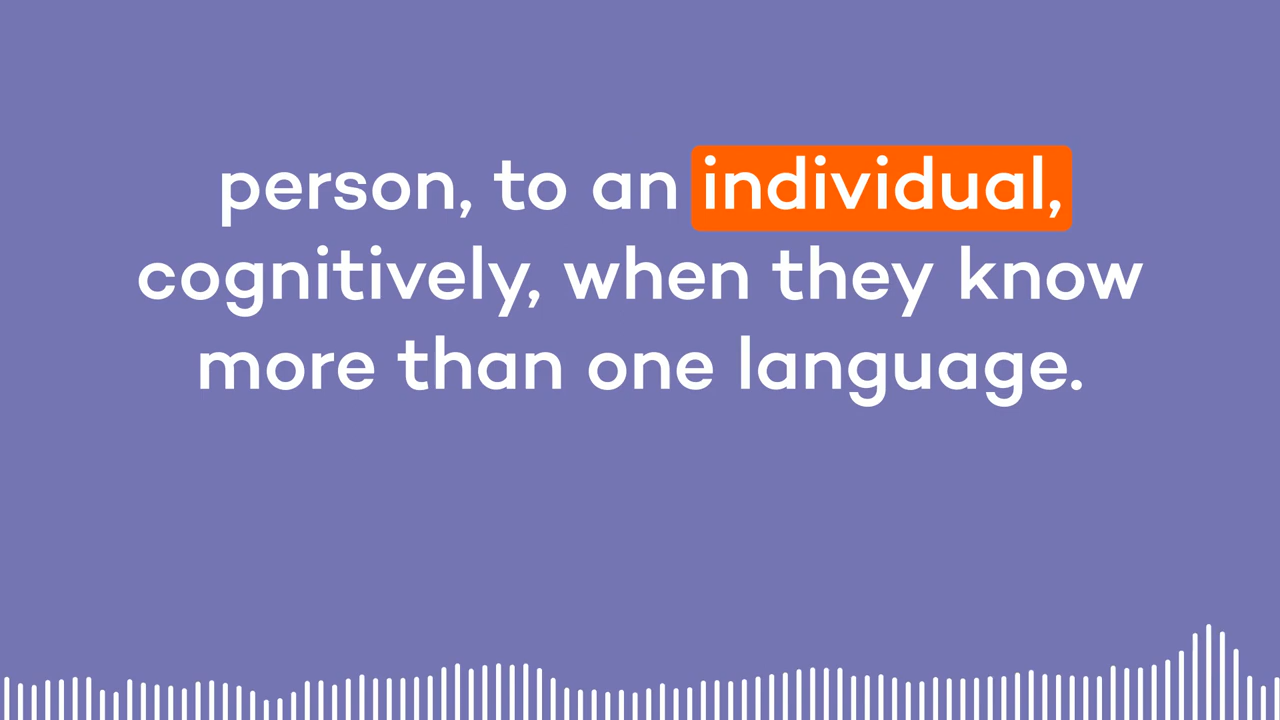 person, to an individual,
cognitively, when they know
more than one language.